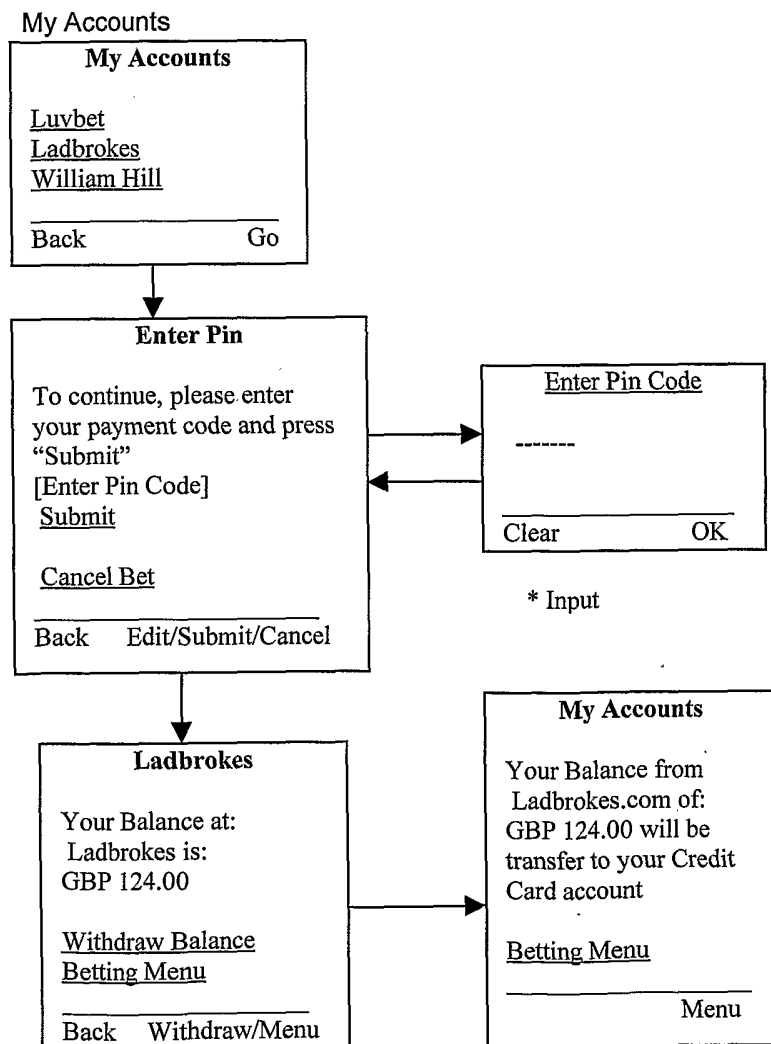 My Accounts
My Accounts
Luvbet
Ladbrokes
William Hill
Back Go
Enter Pin
To continue, please enter
your payment code and press
“Submit”
[Enter Pin Code]
Submit
Cancel Bet
Back Edit/Submit/Cancel
Enter Pin Code
-------
Clear OK
* Input
Ladbrokes
Your Balance at:
Ladbrokes is:
GBP 124.00
Withdraw Balance
Betting Menu
Back Withdraw/Menu
My Accounts
Your Balance from
Ladbrokes.com of:
GBP 124.00 will be
transfer to your Credit
Card account
Betting Menu
Menu